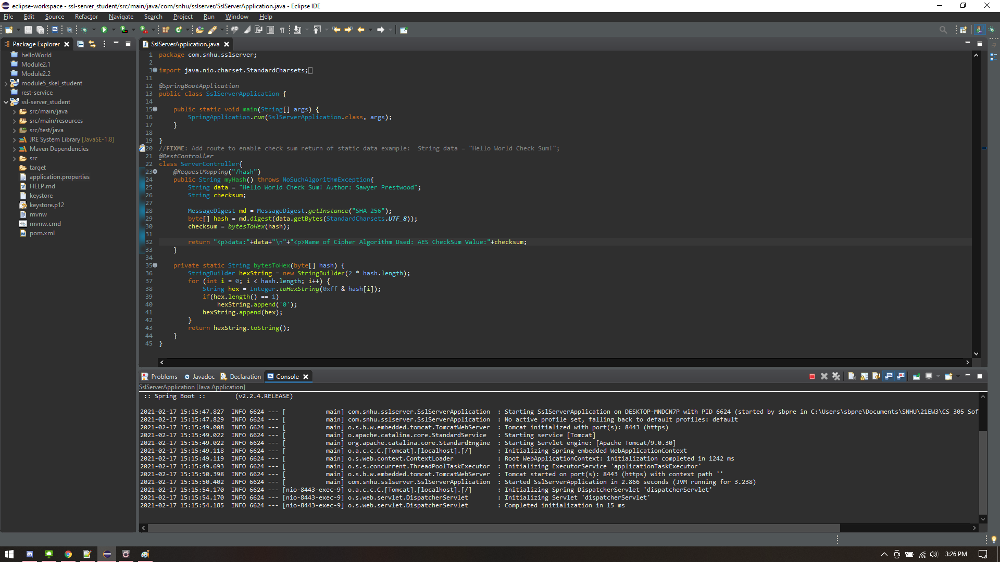 eclipse-workspace - ssl-server_student/src/main/java/com/snhu/sslserver/SslServerApplication.java - Eclipse IDE
File Edit Source Refactor Navigate Search Project Run Window Help
Package Explorer
helloWorld
Module2.1
Module2.2
module5_skel_student
rest-service
ssl-server_student
src/main/java
src/main/resources
src/test/java
JRE System Library [JavaSE-1.8]
Maven Dependencies
src
target
application.properties
HELP.md
keystore
keystore.p12
mvnw
mvnw.cmd
pom.xml
SslServerApplication.java
1 package com.snhu.sslserver;
2
3 import java.nio.charset.StandardCharsets;
11
12 @SpringBootApplication
13 public class SslServerApplication {
14
15     public static void main(String[] args) {
16         SpringApplication.run(SslServerApplication.class, args);
17     }
18
19 }
20 //FIXME: Add route to enable check sum return of static data example:  String data = "Hello World Check Sum!";
21 @RestController
22 class ServerController{
23     @RequestMapping("/hash")
24     public String myHash() throws NoSuchAlgorithmException{
25         String data = "Hello World Check Sum! Author: Sawyer Prestwood";
26         String checksum;
27
28         MessageDigest md = MessageDigest.getInstance("SHA-256");
29         byte[] hash = md.digest(data.getBytes(StandardCharsets.UTF_8));
30         checksum = bytesToHex(hash);
31
32         return "<p>data:"+data+"\n"+"<p>Name of Cipher Algorithm Used: AES CheckSum Value:"+checksum;
33     }
34
35     private static String bytesToHex(byte[] hash) {
36         StringBuilder hexString = new StringBuilder(2 * hash.length);
37         for (int i = 0; i < hash.length; i++) {
38             String hex = Integer.toHexString(0xff & hash[i]);
39             if(hex.length() == 1)
40                 hexString.append('0');
41             hexString.append(hex);
42         }
43         return hexString.toString();
44     }
45 }
Problems Javadoc Declaration Console
SslServerApplication [Java Application]
:: Spring Boot ::        (v2.2.4.RELEASE)
2021-02-17 15:15:47.827  INFO 6624 --- [           main] com.snhu.sslserver.SslServerApplication  : Starting SslServerApplication on DESKTOP-MNDCN7P with PID 6624 (started by sbpre in C:\Users\sbpre\Documents\SNHU\21EW3\CS_305_Sof
2021-02-17 15:15:47.829  INFO 6624 --- [           main] com.snhu.sslserver.SslServerApplication  : No active profile set, falling back to default profiles: default
2021-02-17 15:15:49.008  INFO 6624 --- [           main] o.s.b.w.embedded.tomcat.TomcatWebServer  : Tomcat initialized with port(s): 8443 (https)
2021-02-17 15:15:49.022  INFO 6624 --- [           main] o.apache.catalina.core.StandardService   : Starting service [Tomcat]
2021-02-17 15:15:49.022  INFO 6624 --- [           main] org.apache.catalina.core.StandardEngine  : Starting Servlet engine: [Apache Tomcat/9.0.30]
2021-02-17 15:15:49.118  INFO 6624 --- [           main] o.a.c.c.C.[Tomcat].[localhost].[/]       : Initializing Spring embedded WebApplicationContext
2021-02-17 15:15:49.119  INFO 6624 --- [           main] o.s.web.context.ContextLoader            : Root WebApplicationContext: initialization completed in 1242 ms
2021-02-17 15:15:49.693  INFO 6624 --- [           main] o.s.s.concurrent.ThreadPoolTaskExecutor  : Initializing ExecutorService 'applicationTaskExecutor'
2021-02-17 15:15:50.398  INFO 6624 --- [           main] o.s.b.w.embedded.tomcat.TomcatWebServer  : Tomcat started on port(s): 8443 (https) with context path ''
2021-02-17 15:15:50.402  INFO 6624 --- [           main] com.snhu.sslserver.SslServerApplication  : Started SslServerApplication in 2.866 seconds (JVM running for 3.238)
2021-02-17 15:15:54.170  INFO 6624 --- [nio-8443-exec-9] o.a.c.c.C.[Tomcat].[localhost].[/]       : Initializing Spring DispatcherServlet 'dispatcherServlet'
2021-02-17 15:15:54.170  INFO 6624 --- [nio-8443-exec-9] o.s.web.servlet.DispatcherServlet        : Initializing Servlet 'dispatcherServlet'
2021-02-17 15:15:54.185  INFO 6624 --- [nio-8443-exec-9] o.s.web.servlet.DispatcherServlet        : Completed initialization in 15 ms
3:26 PM